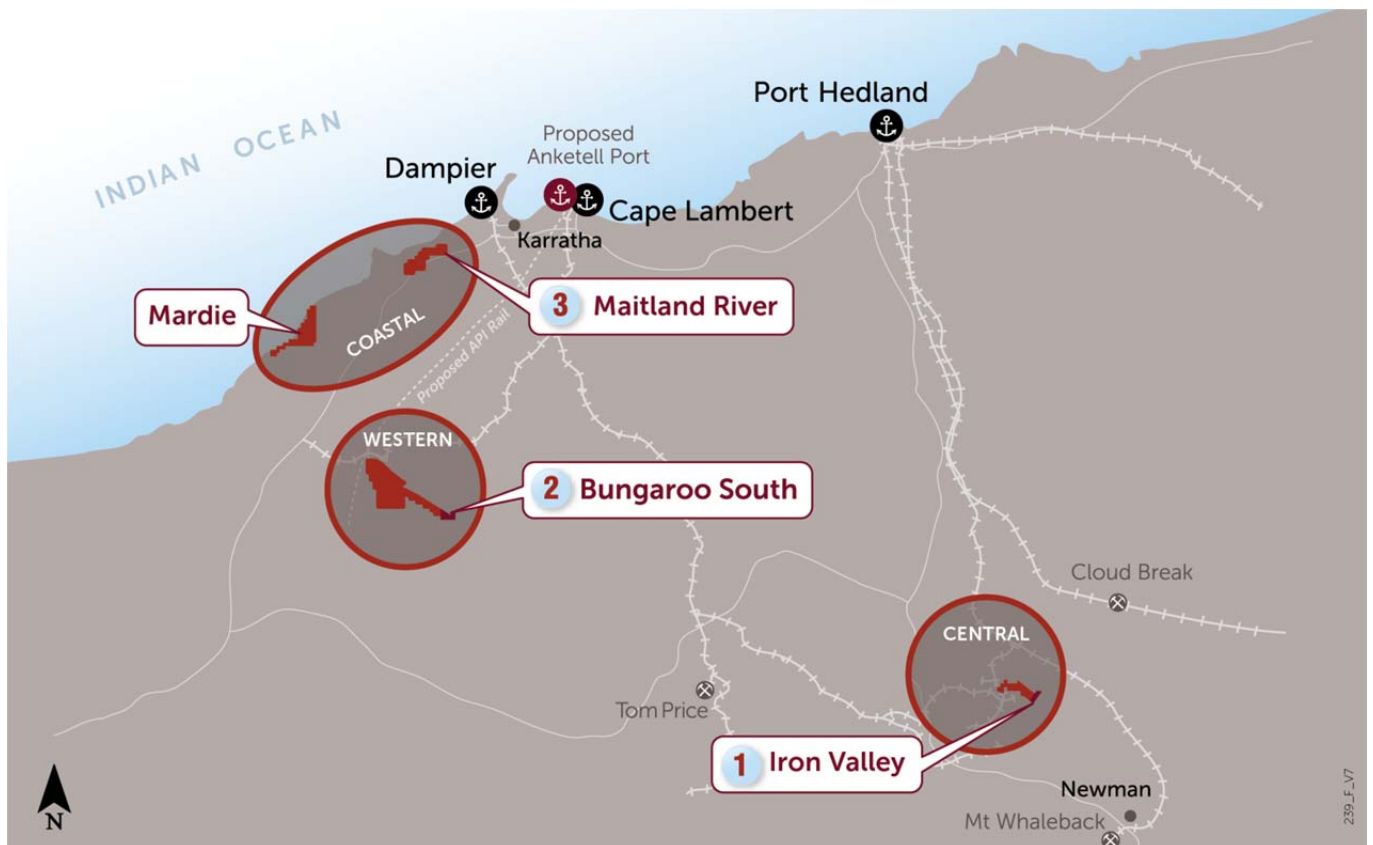 Port Hedland
Proposed
Anketell Port
INDIAN OCEAN
Dampier
Cape Lambert
Karratha
3 Maitland River
Mardie
COASTAL
Proposed API Rail
WESTERN
2 Bungaroo South
Cloud Break
CENTRAL
Tom Price
1 Iron Valley
Newman
Mt Whaleback
N
239_F_V7